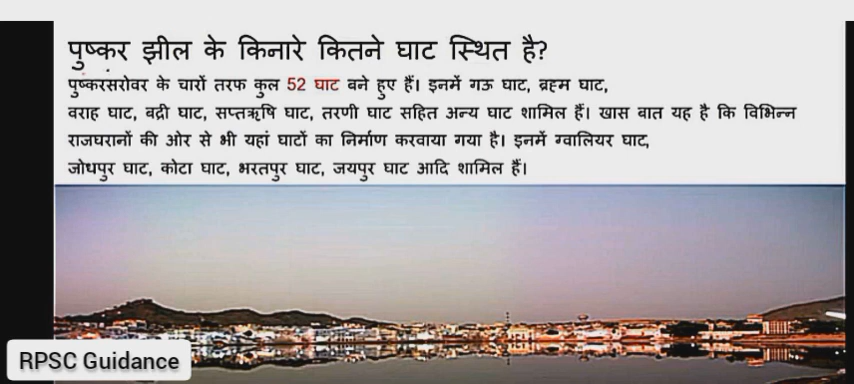 पुष्कर झील के किनारे कितने घाट स्थित है?
पुष्करसरोवर के चारों तरफ कुल 52 घाट बने हुए हैं। इनमें गऊ घाट, ब्रह्म घाट,
वराह घाट, बद्री घाट, सप्तऋषि घाट, तरणी घाट सहित अन्य घाट शामिल हैं। खास बात यह है कि विभिन्न
राजघरानों की ओर से भी यहां घाटों का निर्माण करवाया गया है। इनमें ग्वालियर घाट,
जोधपुर घाट, कोटा घाट, भरतपुर घाट, जयपुर घाट आदि शामिल हैं।
RPSC Guidance